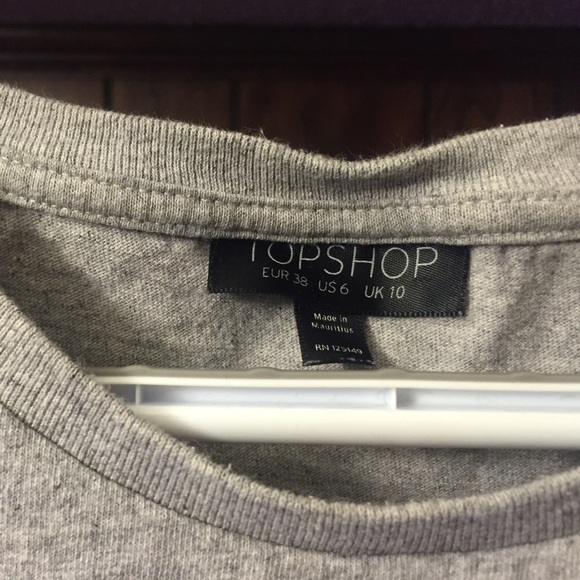 TOPSHOP
EUR 38 US 6 UK 10
Made in
Mauritius
RN 125149